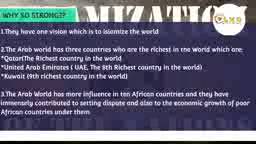 WHY SO STRONG??
1.They have one vision which is to islamize the world
2.The Arab world has three countries who are the richest in the World which are;
*Qatar(The Richest country in the world
*United Arab Emirates ( UAE, The 8th Richest country in the world)
*Kuwait (9th richest country in the world)
3.The Arab World has more influence in ten African countries and they have
immensely contributed to setting dispute and also to the economic growth of poor
African countries under them.